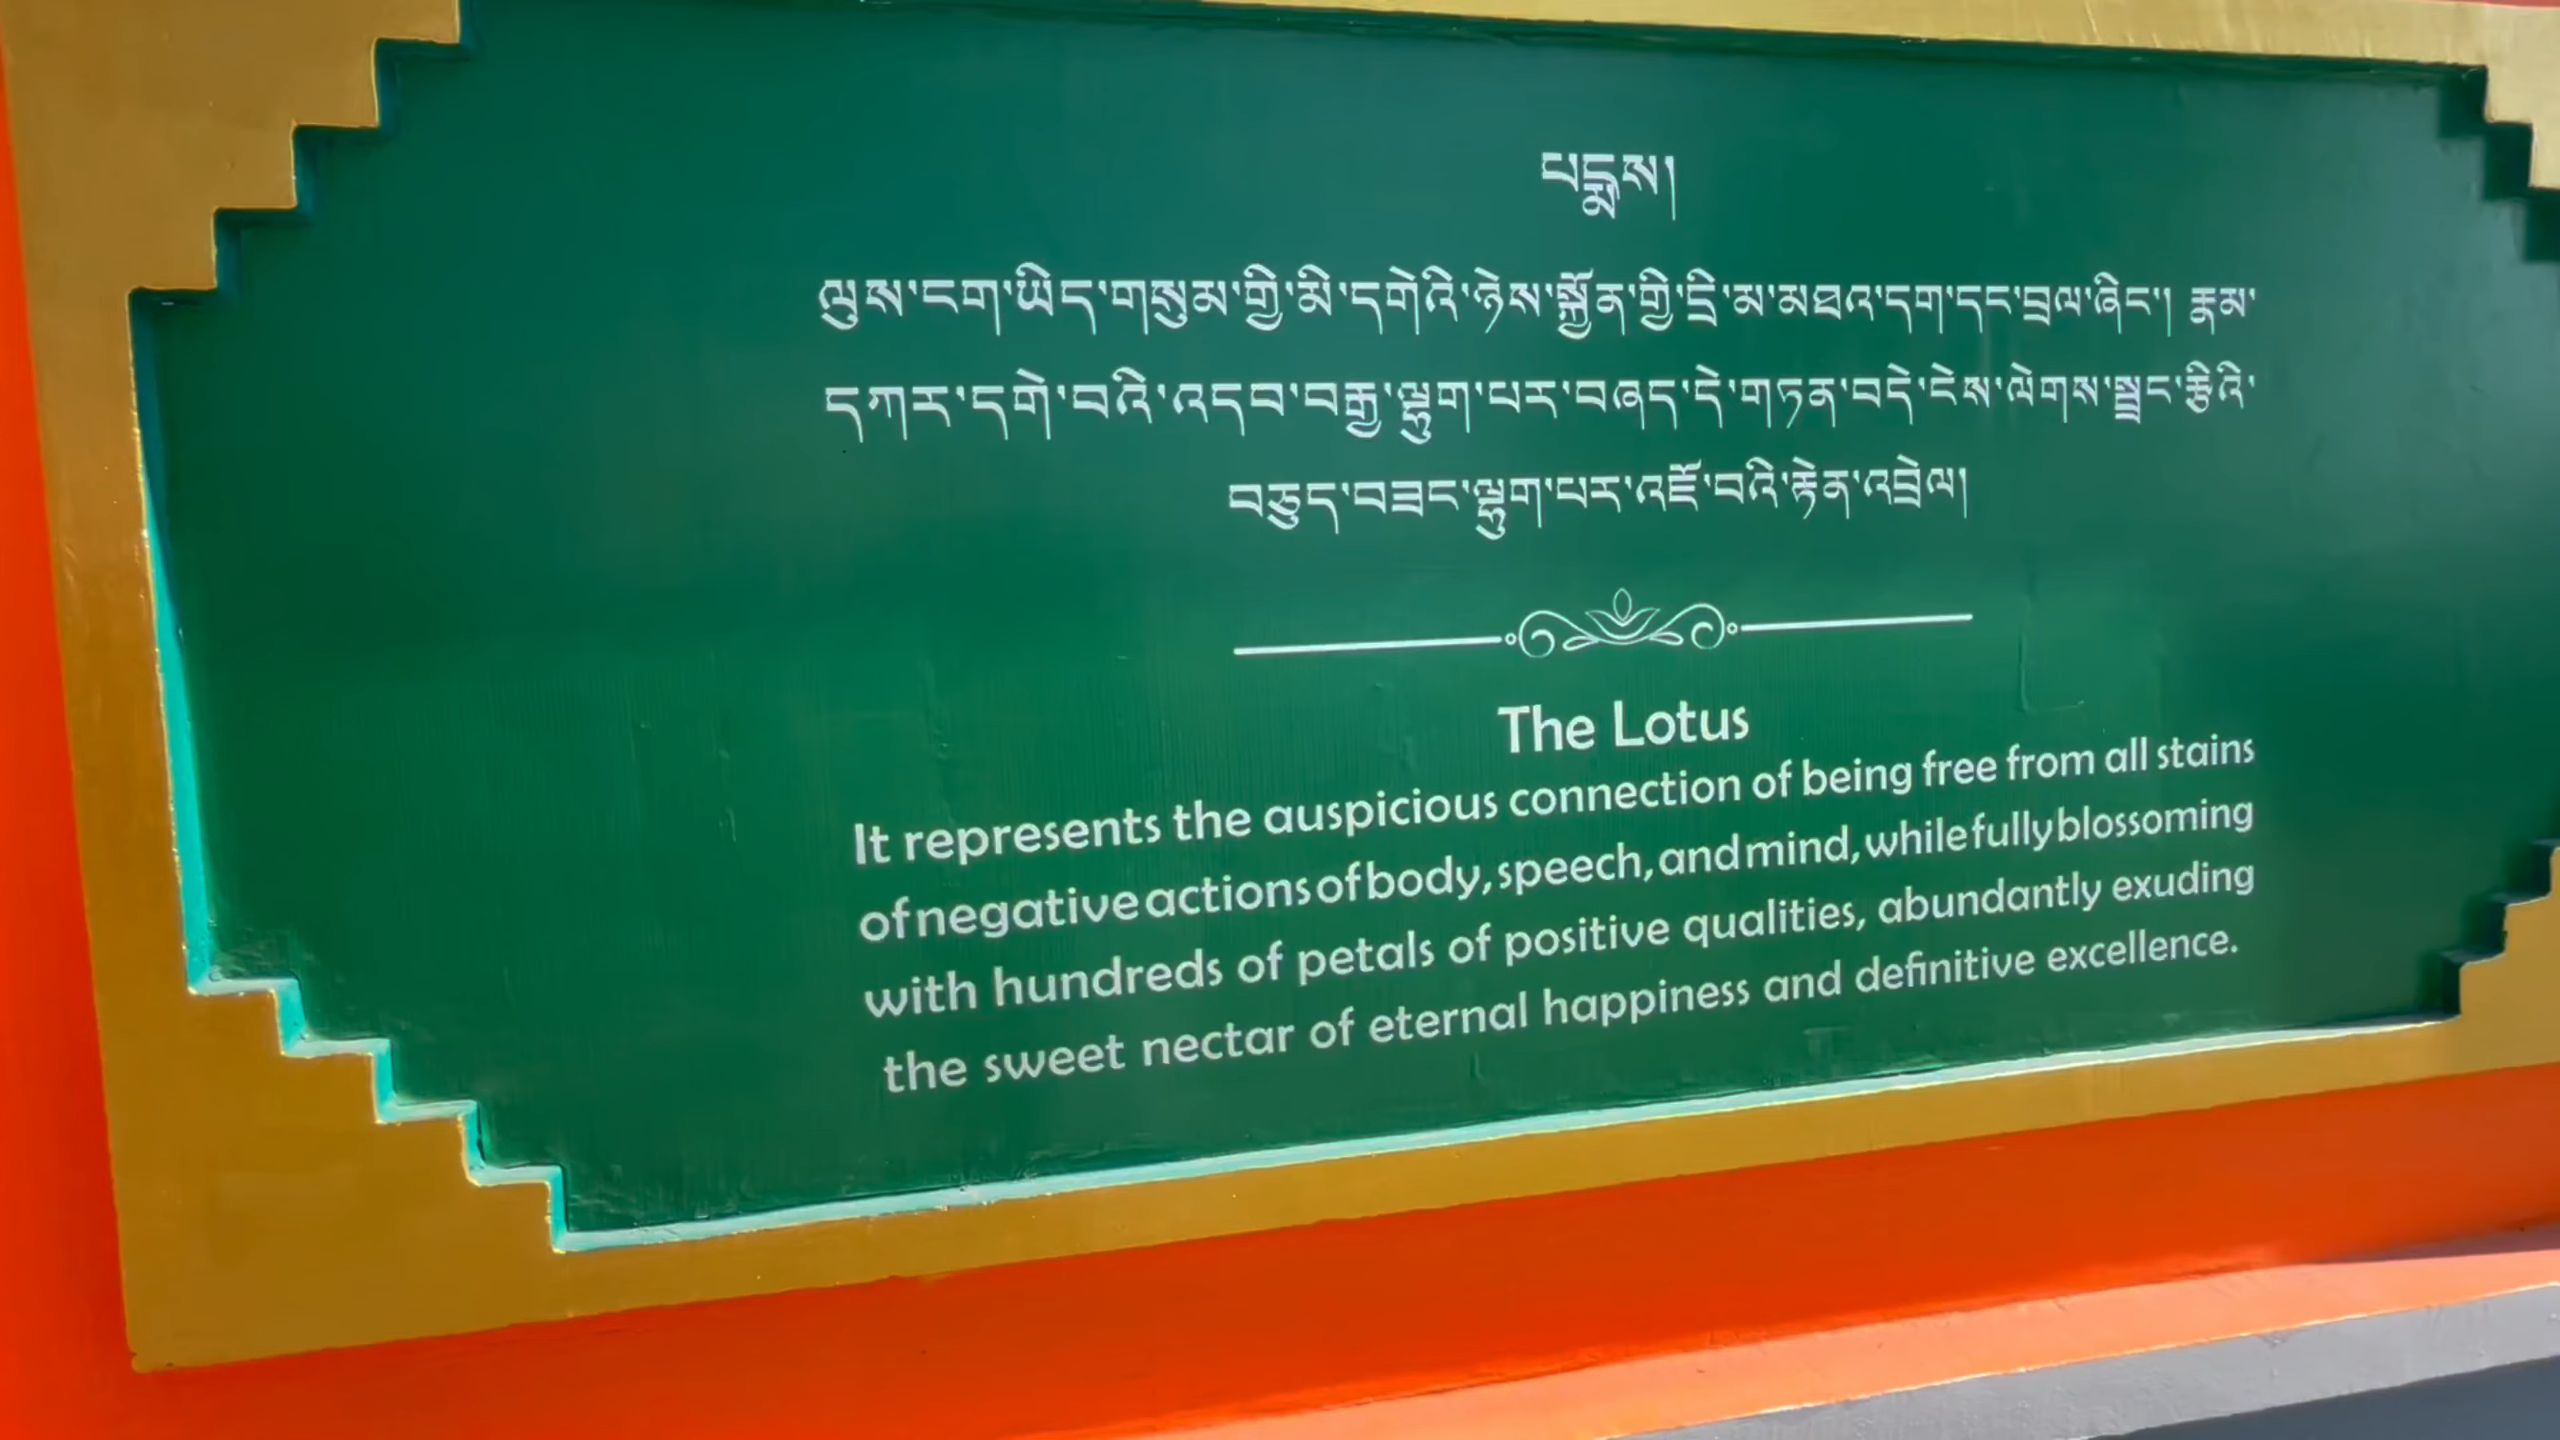 པདྨས།
ལུས་ངག་ཡིད་གསུམ་གྱི་མི་དགེའི་ཉེས་སྐྱོན་གྱི་དྲི་མ་མཐའ་དག་དང་བྲལ་ཞིང་། རྣམ་
དཀར་དགེ་བའི་འདབ་བརྒྱ་ལྷུག་པར་བཞད་དེ་གཏན་བདེ་ངེས་ལེགས་སྦྲང་རྩིའི་
བཅུད་བཟང་ལྷུག་པར་འཛོ་བའི་རྟེན་འབྲེལ།
The Lotus
It represents the auspicious connection of being free from all stains
of negative actions of body, speech, and mind, while fully blossoming
with hundreds of petals of positive qualities, abundantly exuding
the sweet nectar of eternal happiness and definitive excellence.